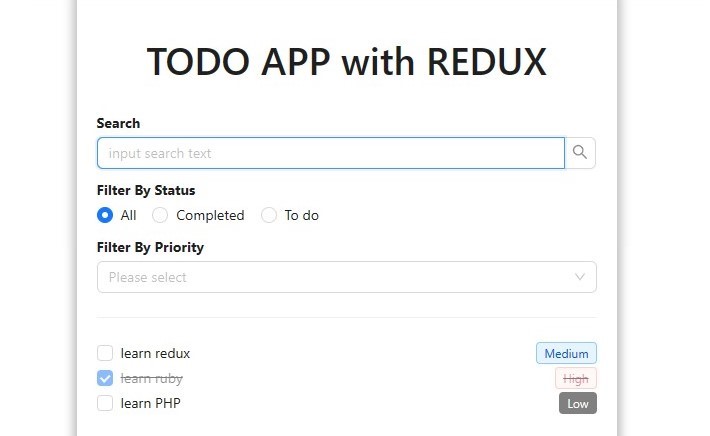 TODO APP with REDUX
Search
input search text
Filter By Status
All Completed To do
Filter By Priority
Please select
learn redux Medium
learn ruby High
learn PHP Low